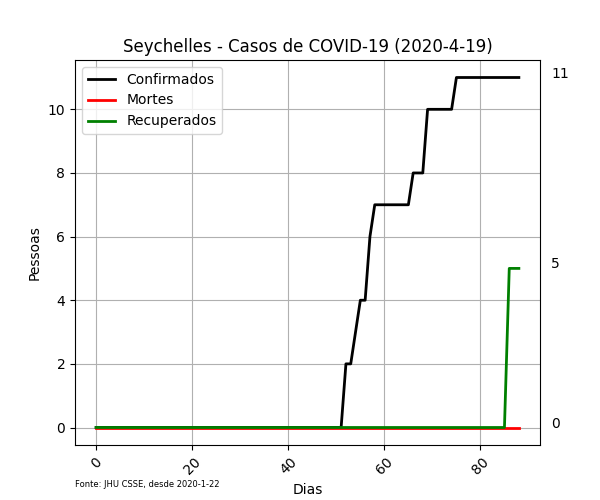 Seychelles - Casos de COVID-19 (2020-4-19)
Confirmados
Mortes
Recuperados
11
5
0
Pessoas
10
8
6
4
2
0
0
20
40
60
80
Dias
Fonte: JHU CSSE, desde 2020-1-22